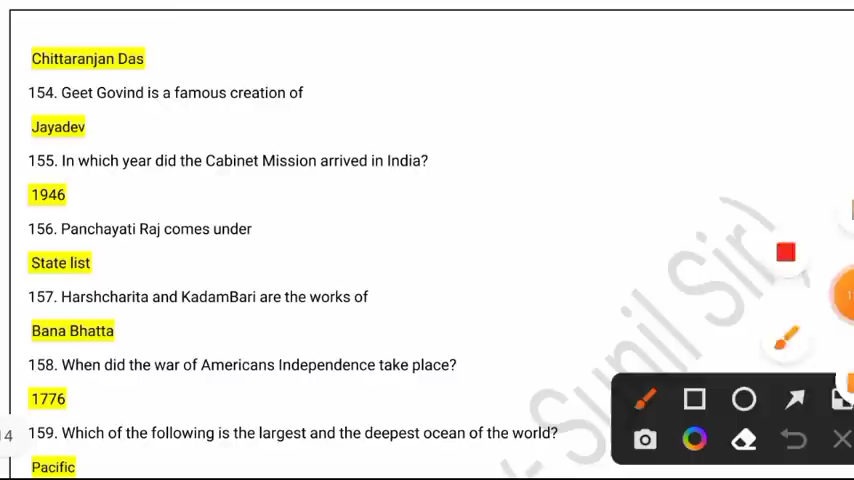 Chittaranjan Das
154. Geet Govind is a famous creation of
Jayadev
155. In which year did the Cabinet Mission arrived in India?
1946
156. Panchayati Raj comes under
State list
157. Harshcharita and KadamBari are the works of
Bana Bhatta
158. When did the war of Americans Independence take place?
1776
159. Which of the following is the largest and the deepest ocean of the world?
Pacific
14
Sunil Sir)